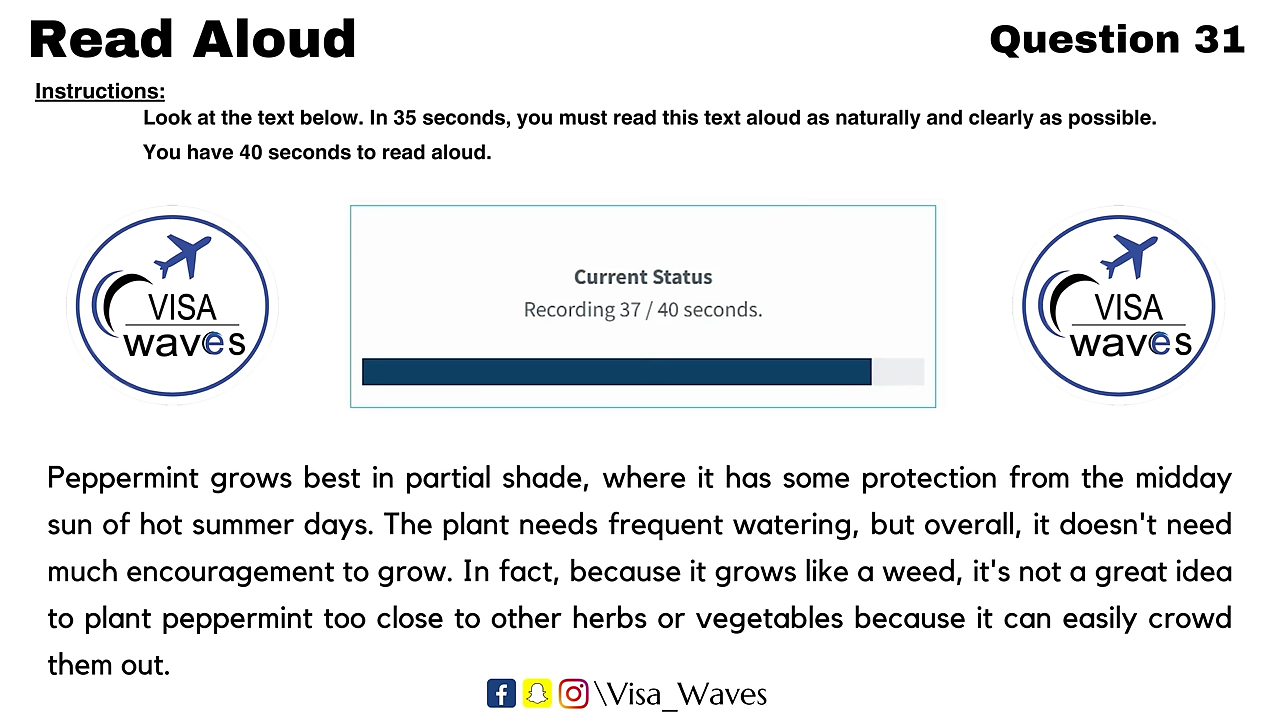 Read Aloud
Question 31
Instructions:
Look at the text below. In 35 seconds, you must read this text aloud as naturally and clearly as possible.
You have 40 seconds to read aloud.
VISA
waves
Current Status
Recording 37 / 40 seconds.
VISA
waves
Peppermint grows best in partial shade, where it has some protection from the midday
sun of hot summer days. The plant needs frequent watering, but overall, it doesn't need
much encouragement to grow. In fact, because it grows like a weed, it's not a great idea
to plant peppermint too close to other herbs or vegetables because it can easily crowd
them out.
\Visa_Waves